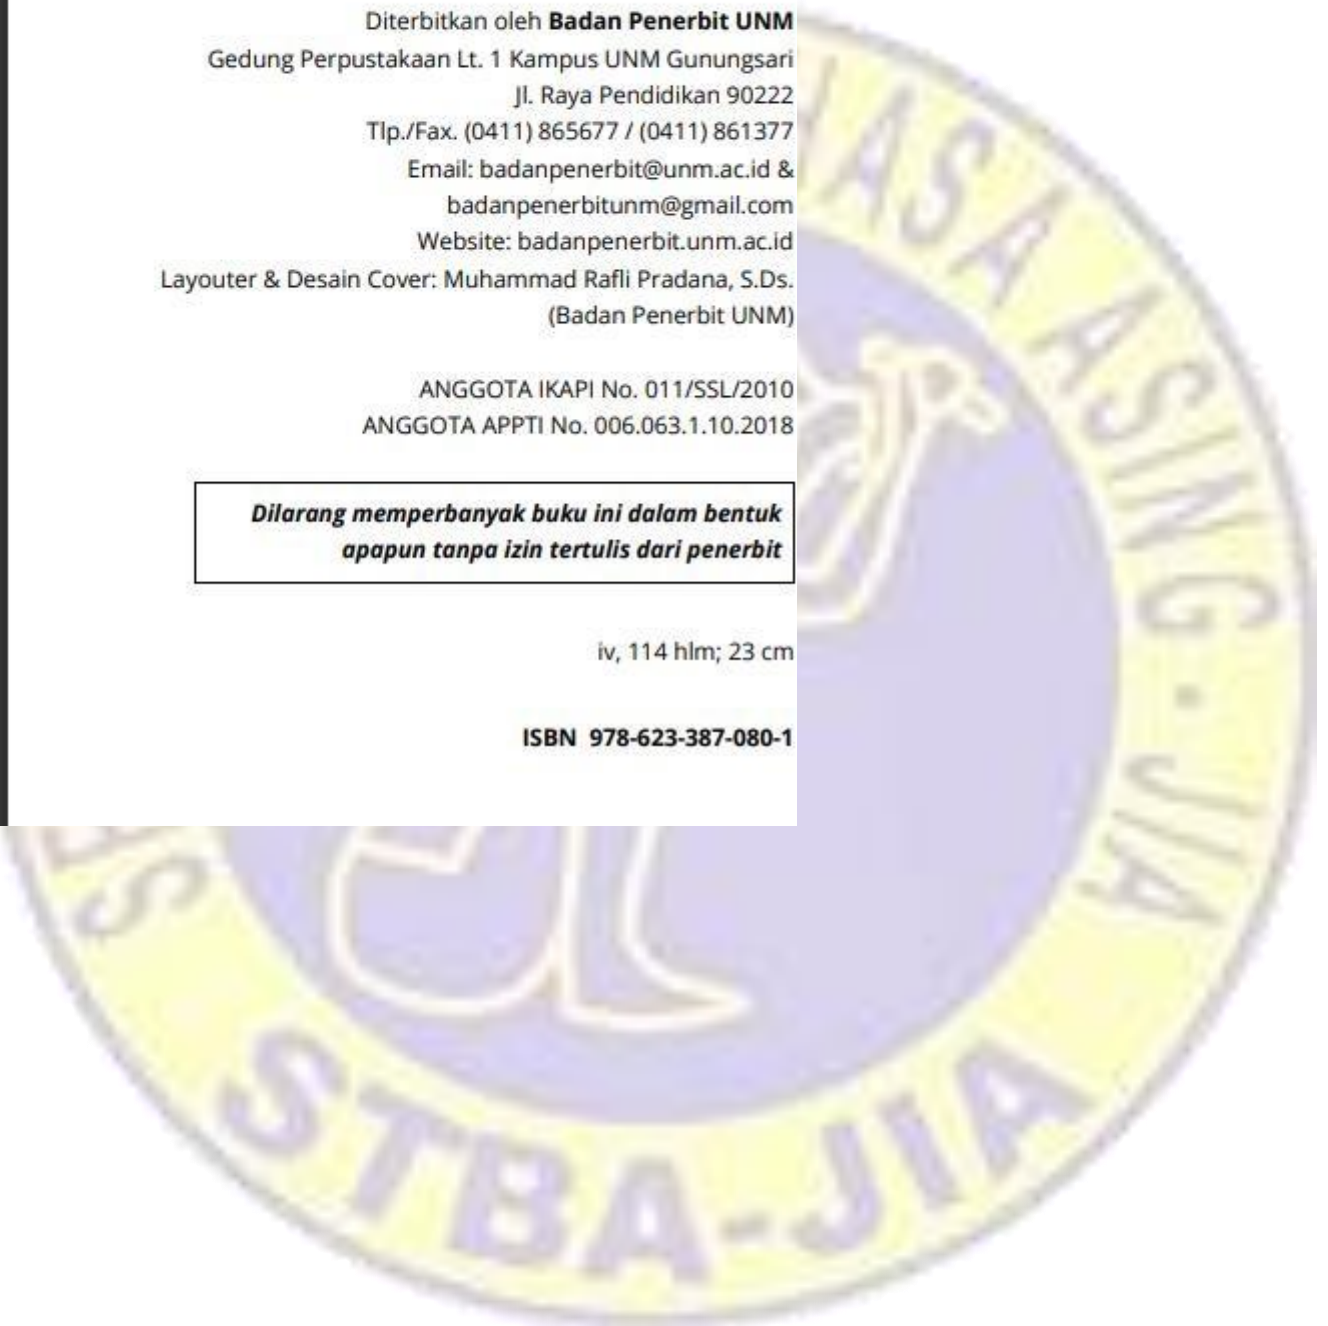 Diterbitkan oleh Badan Penerbit UNM
Gedung Perpustakaan Lt. 1 Kampus UNM Gunungsari
Jl. Raya Pendidikan 90222
Tlp./Fax. (0411) 865677 / (0411) 861377
Email: badanpenerbit@unm.ac.id &
badanpenerbitunm@gmail.com
Website: badanpenerbit.unm.ac.id
Layouter & Desain Cover: Muhammad Rafli Pradana, S.Ds.
(Badan Penerbit UNM)
ANGGOTA IKAPI No. 011/SSL/2010
ANGGOTA APPTI No. 006.063.1.10.2018
Dilarang memperbanyak buku ini dalam bentuk
apapun tanpa izin tertulis dari penerbit
iv, 114 hlm; 23 cm
ISBN 978-623-387-080-1
ASA ASING - JIA
STBA-JIA